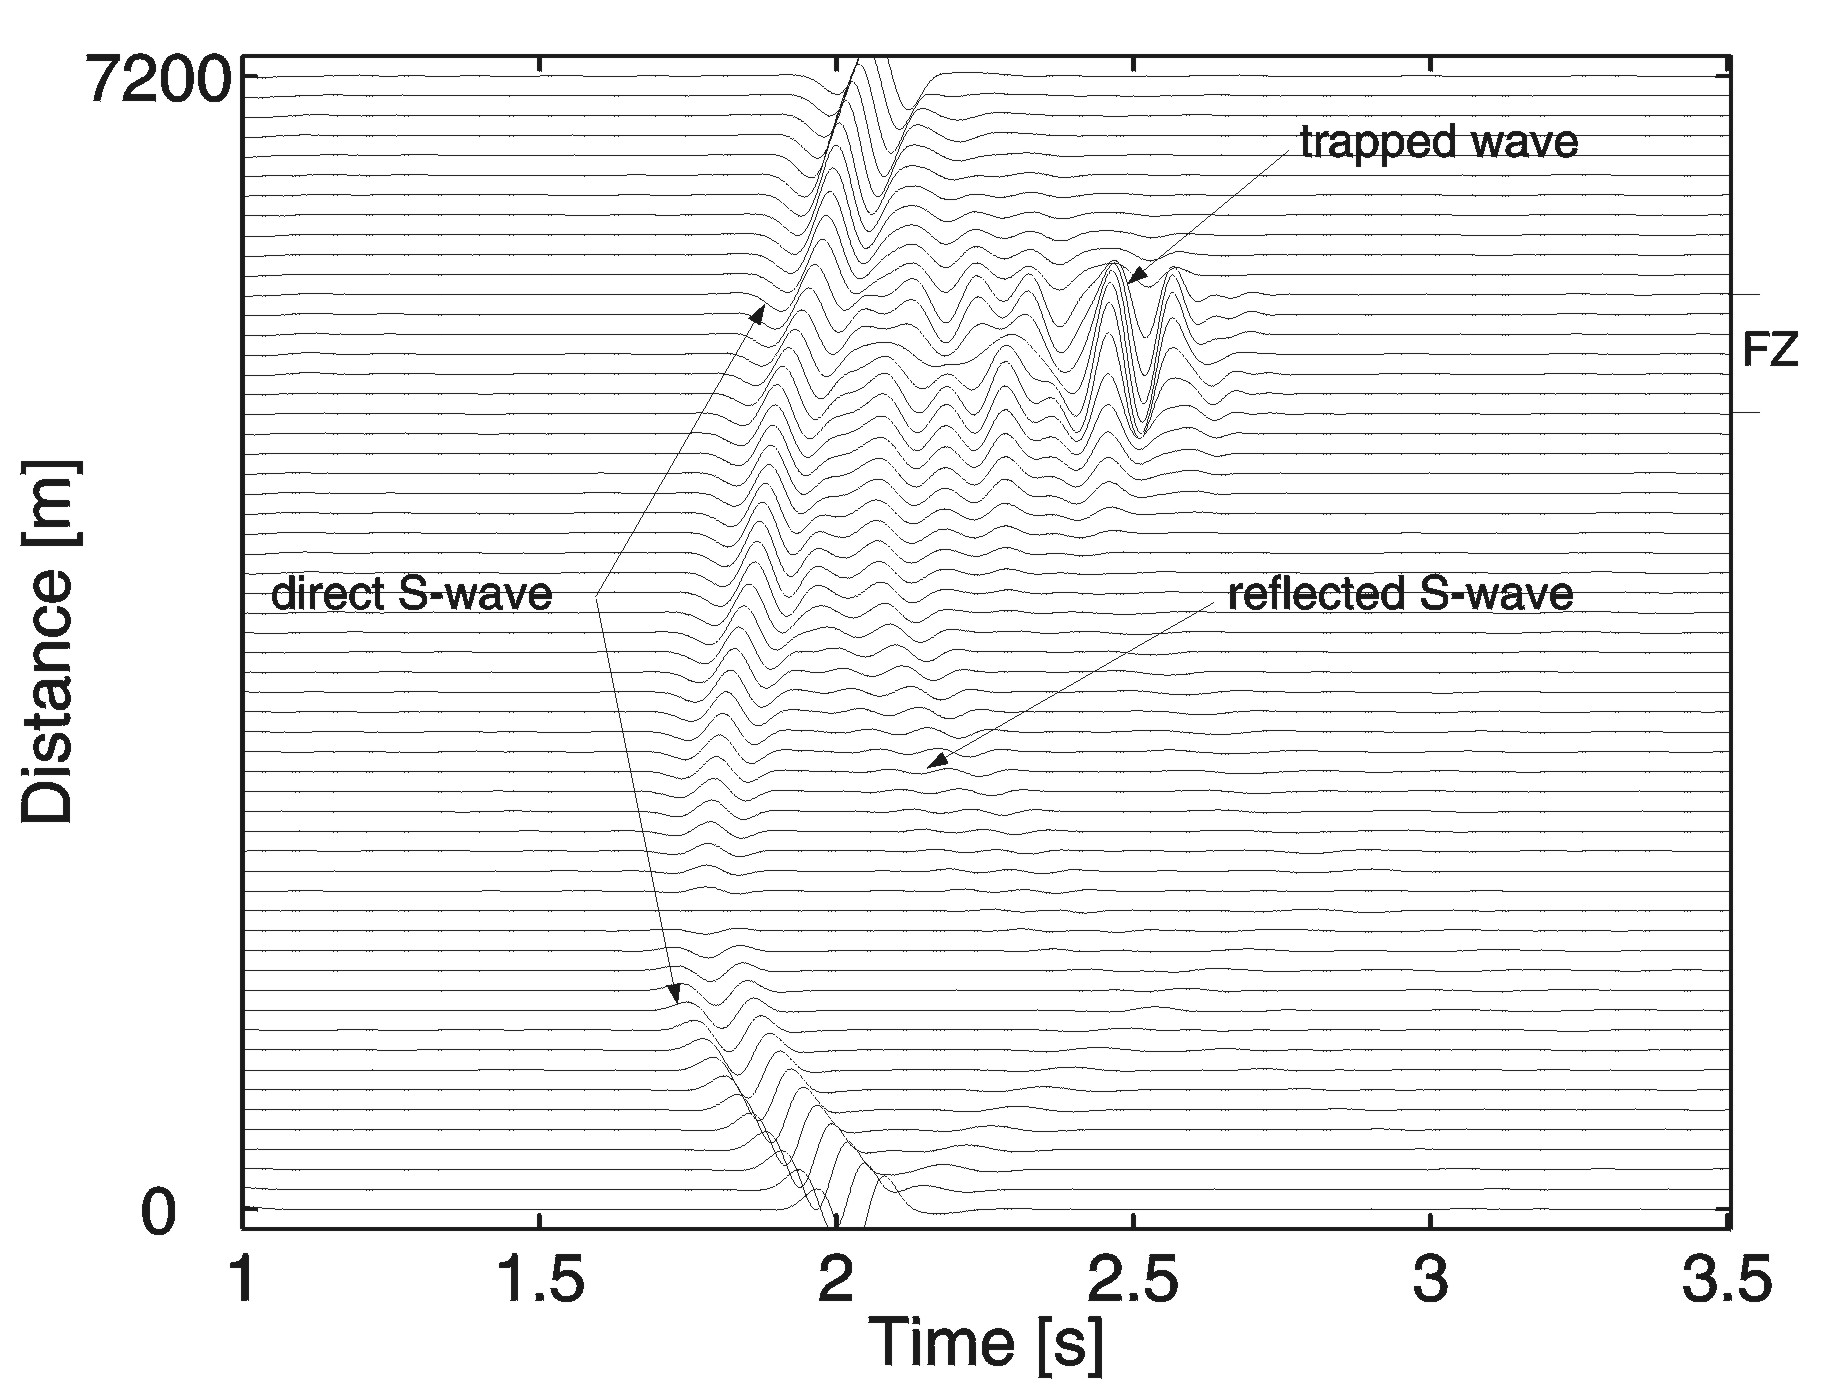 7200
trapped wave
FZ
Distance [m]
direct S-wave
reflected S-wave
0
1
1.5
2
2.5
3
3.5
Time [s]